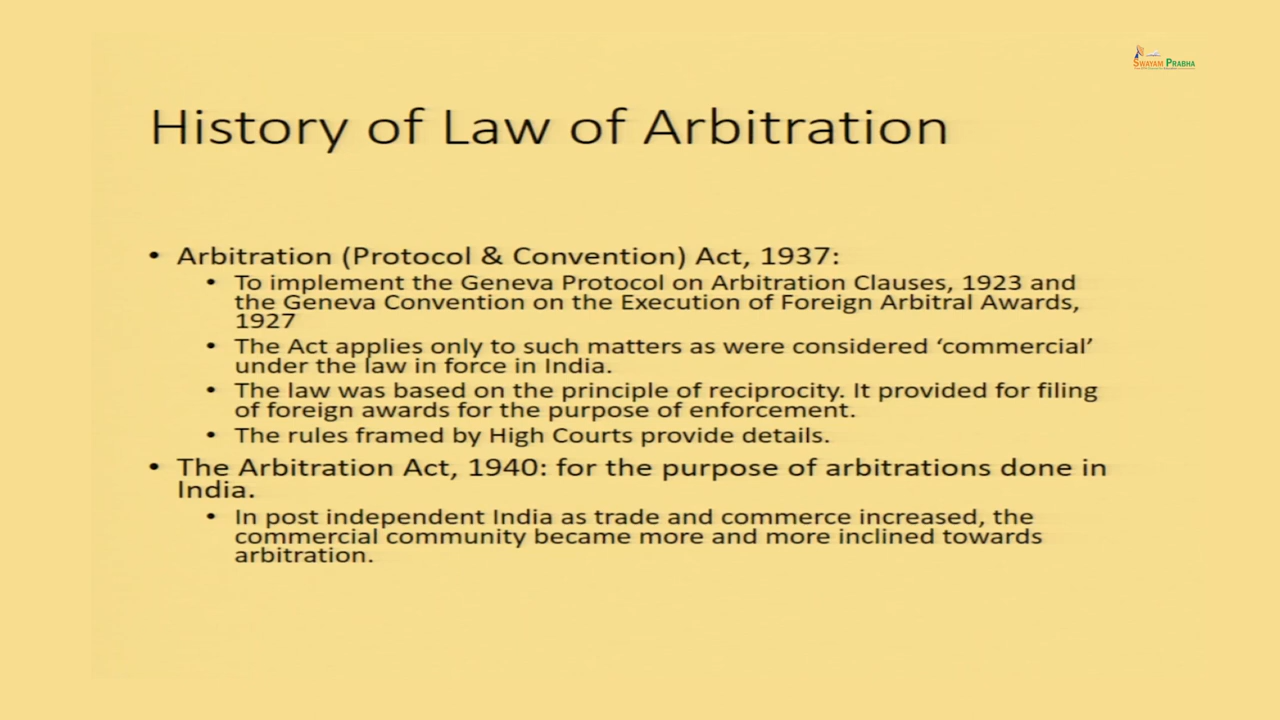 SWAYAM PRABHA
History of Law of Arbitration
• Arbitration (Protocol & Convention) Act, 1937:
• To implement the Geneva Protocol on Arbitration Clauses, 1923 and
the Geneva Convention on the Execution of Foreign Arbitral Awards,
1927
• The Act applies only to such matters as were considered ‘commercial’
under the law in force in India.
• The law was based on the principle of reciprocity. It provided for filing
of foreign awards for the purpose of enforcement.
• The rules framed by High Courts provide details.
• The Arbitration Act, 1940: for the purpose of arbitrations done in
India.
• In post independent India as trade and commerce increased, the
commercial community became more and more inclined towards
arbitration.